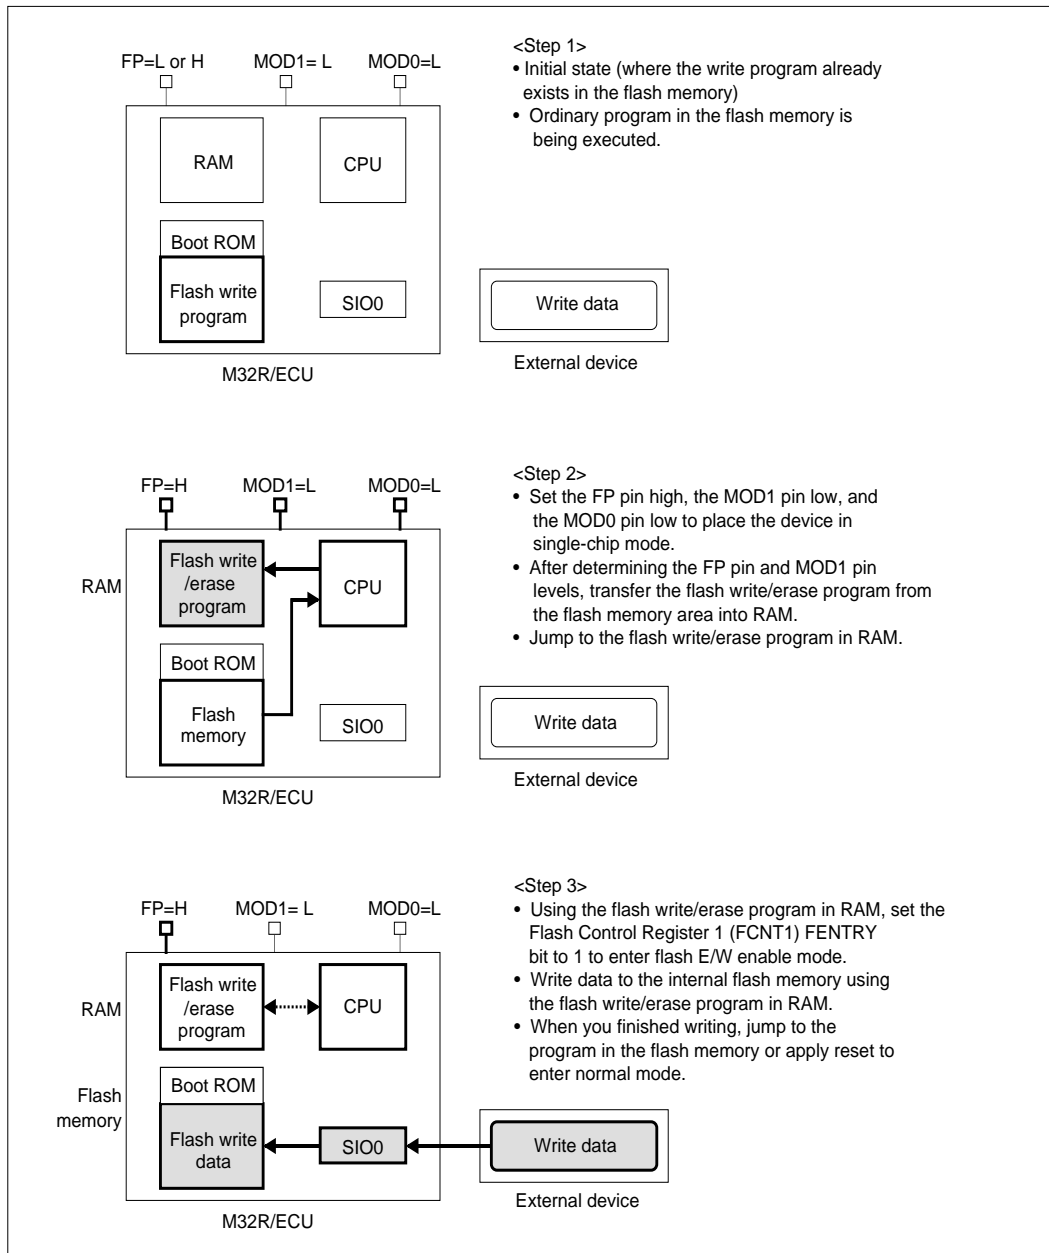 FP=L or H MOD1= L MOD0=L
RAM CPU
Boot ROM
Flash write
program
SIO0
M32R/ECU
Write data
External device
<Step 1>
• Initial state (where the write program already
exists in the flash memory)
• Ordinary program in the flash memory is
being executed.
FP=H MOD1=L MOD0=L
RAM
Flash write
/erase
program
CPU
Boot ROM
Flash
memory
SIO0
M32R/ECU
Write data
External device
<Step 2>
• Set the FP pin high, the MOD1 pin low, and
the MOD0 pin low to place the device in
single-chip mode.
• After determining the FP pin and MOD1 pin
levels, transfer the flash write/erase program from
the flash memory area into RAM.
• Jump to the flash write/erase program in RAM.
FP=H MOD1= L MOD0=L
RAM
Flash write
/erase
program
CPU
Flash
memory
Boot ROM
Flash write
data
SIO0
M32R/ECU
Write data
External device
<Step 3>
• Using the flash write/erase program in RAM, set the
Flash Control Register 1 (FCNT1) FENTRY
bit to 1 to enter flash E/W enable mode.
• Write data to the internal flash memory using
the flash write/erase program in RAM.
• When you finished writing, jump to the
program in the flash memory or apply reset to
enter normal mode.